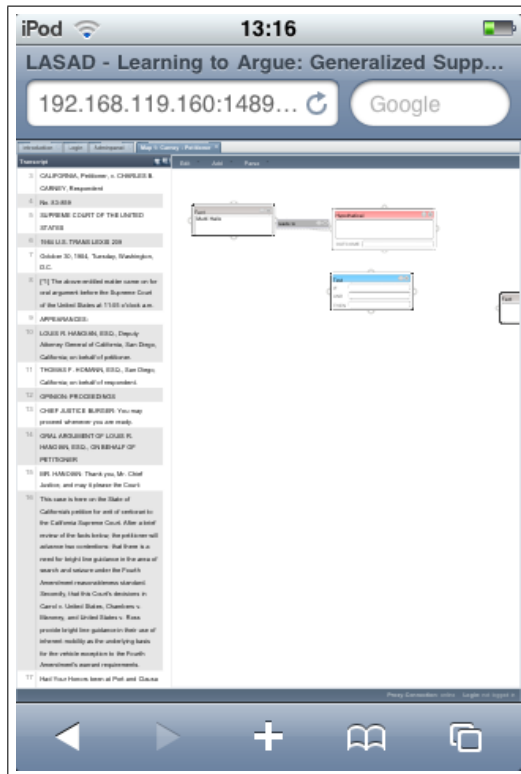 iPod
13:16
LASAD - Learning to Argue: Generalized Supp...
192.168.119.160:1489...
Google
Introduction
Login
Map 1: Carney - Petitioner
Transcript
Edit
Add
3 CALIFORNIA, Petitioner, v. CHARLES R.
CARNEY, Respondent
4
5 SUPREME COURT OF THE UNITED
STATES
6
7 October 30, 1984, Tuesday, Washington,
D.C.
8 [*1] The above-entitled matter came on for
oral argument before the Supreme Court
of the United States at 11:03 o'clock a.m.
9 APPEARANCES:
10 LOUIS R. HANOIAN, ESQ., Deputy
Attorney General of California, San Diego,
California; on behalf of petitioner.
11 THOMAS F. HOMANN, ESQ., San Diego,
California; on behalf of respondent.
12 OPINION: PROCEEDINGS
13 CHIEF JUSTICE BURGER: You may
proceed whenever you are ready.
14 ORAL ARGUMENT OF LOUIS R.
HANOIAN, ESQ., ON BEHALF OF
PETITIONER
15 MR. HANOIAN: Thank you, Mr. Chief
Justice, and may it please the Court:
16 This case is here on the State of
California's petition for writ of certiorari to
the California Supreme Court. After a brief
review of the facts below, the petitioner will
advance two contentions: that there is a
need for bright line guidance in the area of
search and seizure under the Fourth
Amendment reasonableness standard.
Secondly, that this Court's decisions in
Carroll v. United States, Chambers v.
Maroney, and United States v. Ross
provide bright line guidance in their use of
inherent mobility as the underlying basis
for the vehicle exception to the Fourth
Amendment's warrant requirements.
17 Had Your Honors been at Port and Clausa
Hypothetical
Test
IF
Proxy Connection: online